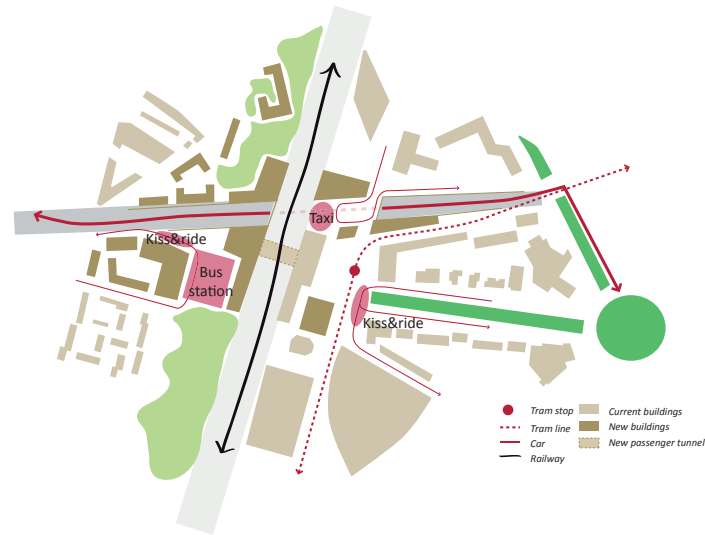 Taxi
Kiss&ride
Bus
station
Kiss&ride
Tram stop
Tram line
Car
Railway
Current buildings
New buildings
New passenger tunnel